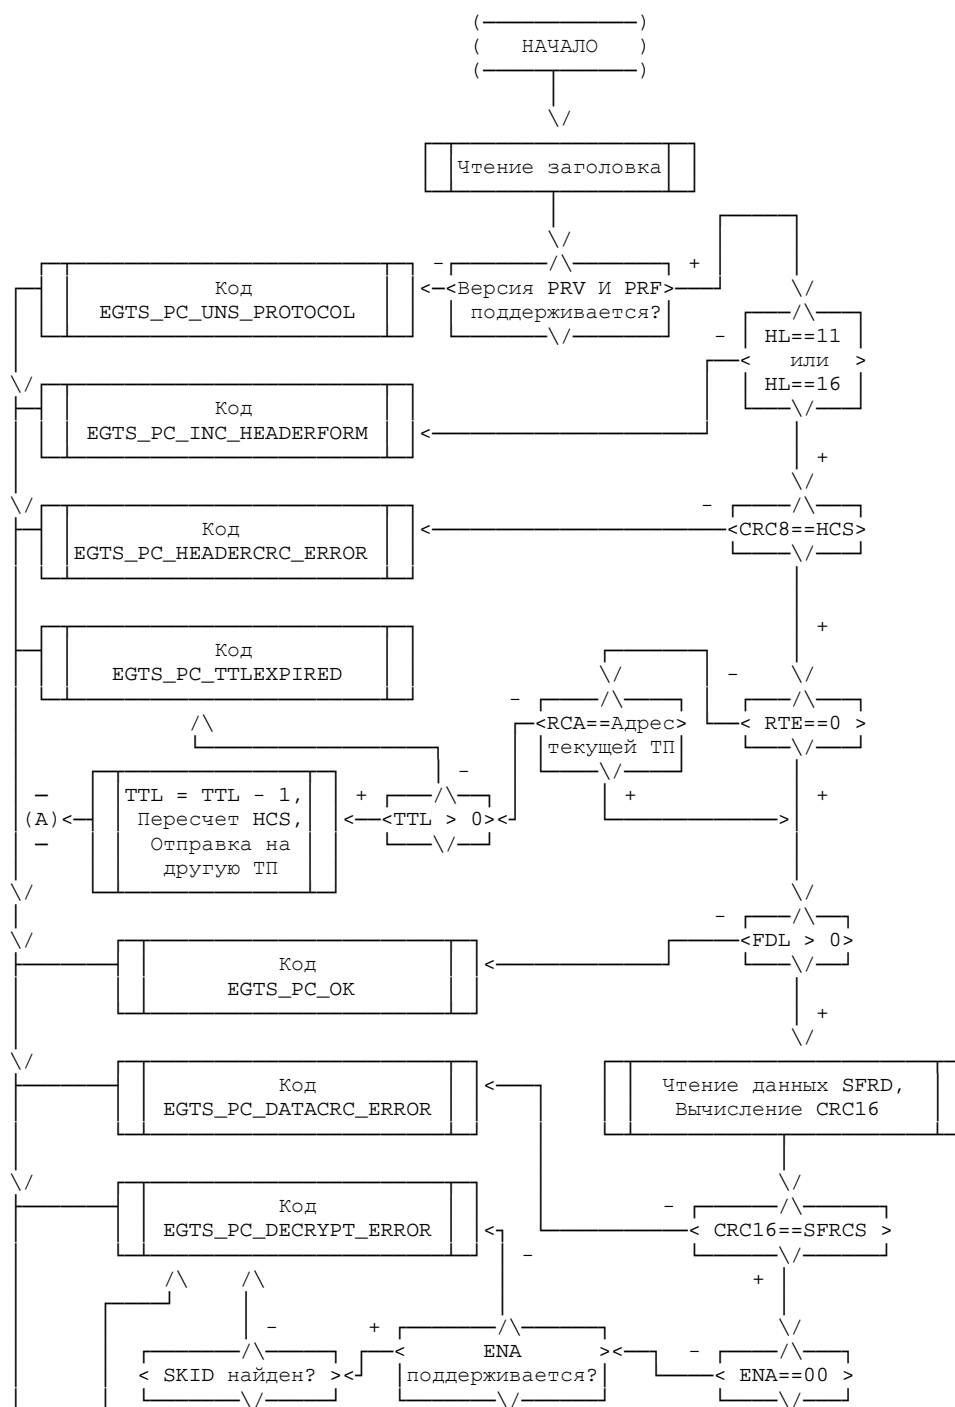 НАЧАЛО
Чтение заголовка
- +
Код
EGTS_PC_UNS_PROTOCOL
Версия PRV И PRF
поддерживается?
- HL==11
или
HL==16
Код
EGTS_PC_INC_HEADERFORM
+
-
Код
EGTS_PC_HEADERCRC_ERROR
CRC8==HCS
+
Код
EGTS_PC_TTLEXPIRED
-
- RCA==Адрес
текущей ТП
RTE==0
-
+ + +
(A)
TTL = TTL - 1,
Пересчет HCS,
Отправка на
другую ТП
TTL > 0
-
Код
EGTS_PC_OK
FDL > 0
+
Код
EGTS_PC_DATACRC_ERROR
Чтение данных SFRD,
Вычисление CRC16
Код
EGTS_PC_DECRYPT_ERROR
-
CRC16==SFRCS
-
+
- +
SKID найден?
ENA
поддерживается?
-
ENA==00